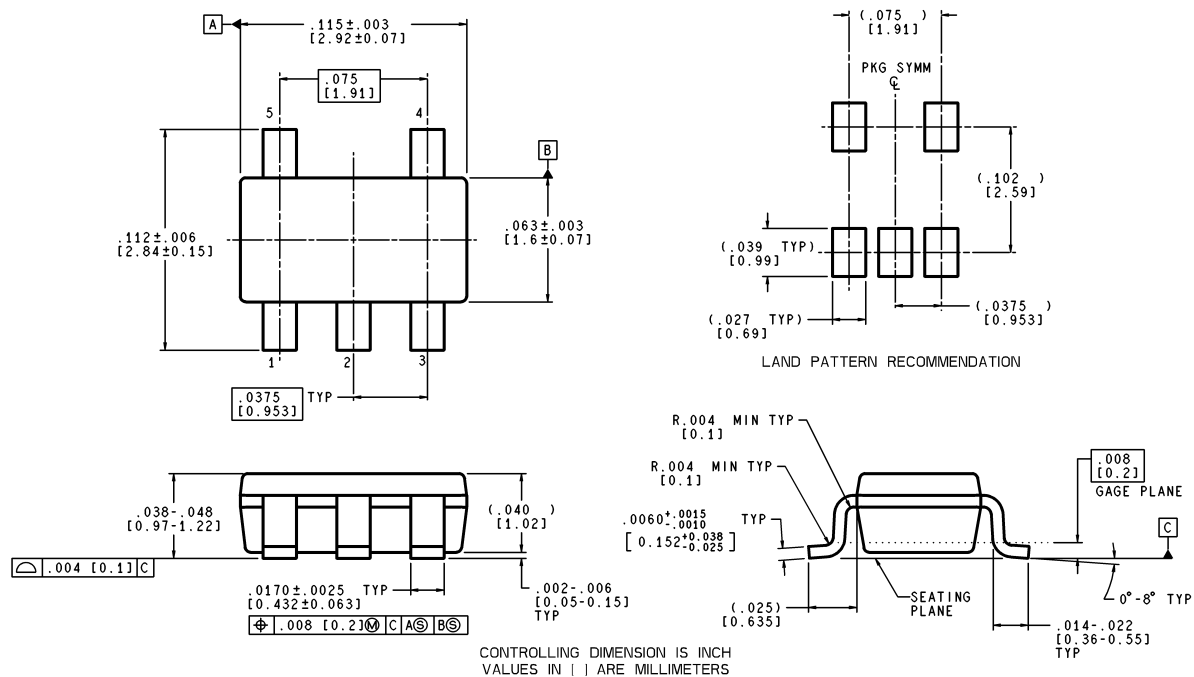 A
.115±.003
[2.92±0.07]
.075
[1.91]
5
4
B
.112±.006
[2.84±0.15]
.063±.003
[1.6±0.07]
1
2
3
.0375
[0.953]
TYP
(.075 )
[1.91]
PKG SYMM
℄
(.102 )
[2.59]
(.039 TYP)
[0.99]
(.027 TYP)
[0.69]
(.0375 )
[0.953]
LAND PATTERN RECOMMENDATION
.038-.048
[0.97-1.22]
(.040 )
[1.02]
⌓ .004 [0.1] C
.0170±.0025 TYP
[0.432±0.063]
⌖ .008 [0.2]Ⓜ C AⓈ BⓈ
.002-.006
[0.05-0.15]
TYP
R.004 MIN TYP
[0.1]
R.004 MIN TYP
[0.1]
.0060+.0015 -.0010 TYP
[0.152+0.038 -0.025]
.008
[0.2]
GAGE PLANE
C
0°-8° TYP
SEATING
PLANE
(.025)
[0.635]
.014-.022
[0.36-0.55]
TYP
CONTROLLING DIMENSION IS INCH
VALUES IN [ ] ARE MILLIMETERS